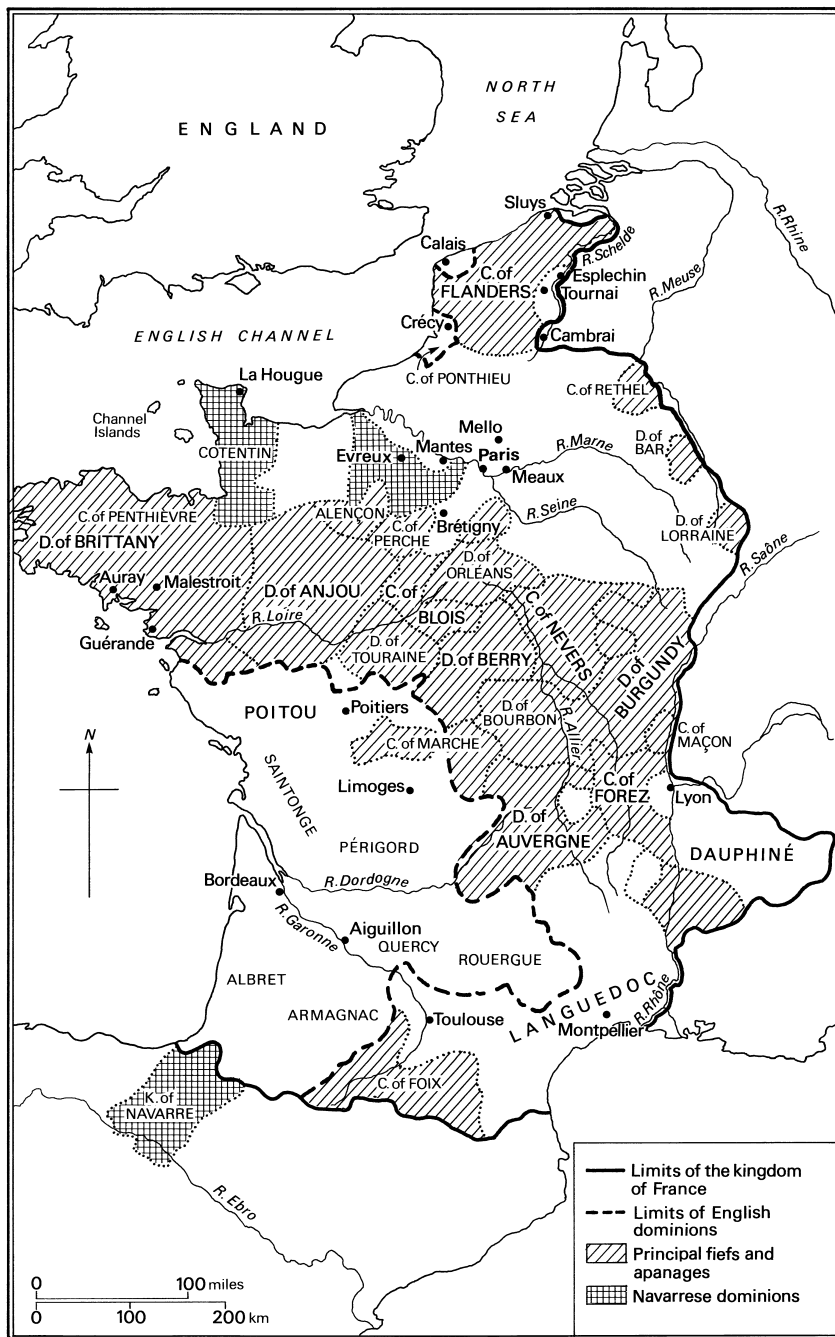 NORTH
SEA
ENGLAND
Sluys
R.Rhine
Calais
R.Schelde
C.of
FLANDERS
Esplechin
Tournai
R.Meuse
Crécy
ENGLISH CHANNEL
Cambrai
C.of PONTHIEU
La Hougue
C.of RETHEL
Channel
Islands
COTENTIN
Mello
Evreux
Mantes
Paris
R.Marne
D.of
BAR
Meaux
C.of PENTHIÈVRE
ALENÇON
C.of
PERCHE
Brétigny
R.Seine
D.of
LORRAINE
D.of BRITTANY
D.of
ORLÉANS
R.Saône
Auray
Malestroit
D.of ANJOU
C.of
BLOIS
C.of NEVERS
R.Loire
Guérande
D.of
TOURAINE
D.of BERRY
D.of
BURGUNDY
POITOU
Poitiers
D.of
BOURBON
R.Allier
N
C.of MARCHE
C.of
MAÇON
SAINTONGE
Limoges
C.of
FOREZ
Lyon
D.of
AUVERGNE
PÉRIGORD
DAUPHINÉ
Bordeaux
R.Dordogne
R.Garonne
Aiguillon
QUERCY
ROUERGUE
ALBRET
LANGUEDOC
R.Rhône
ARMAGNAC
Toulouse
Montpéllier
C.of FOIX
K.of
NAVARRE
R.Ebro
Limits of the kingdom
of France
Limits of English
dominions
Principal fiefs and
apanages
Navarrese dominions
0 100 miles
0 200 km